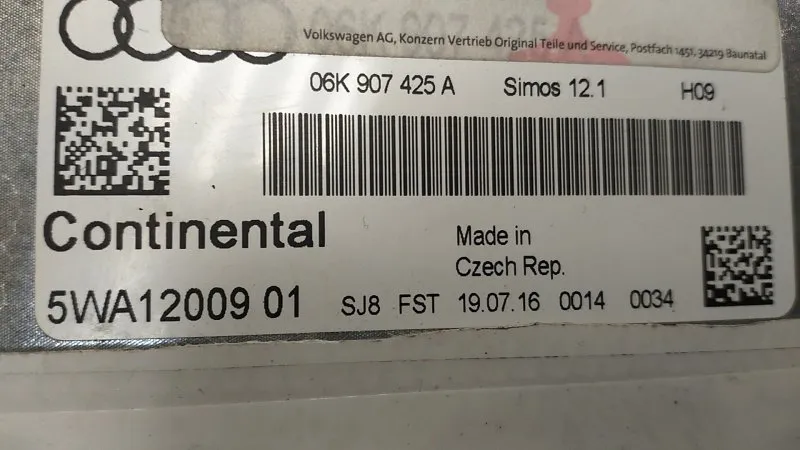 Volkswagen AG, Konzern Vertrieb Original Teile und Service, Postfach 1451, 34219 Baunatal
06K 907 425 A Simos 12.1 H09
Continental
Made in
Czech Rep.
5WA12009 01 SJ8 FST 19.07.16 0014 0034